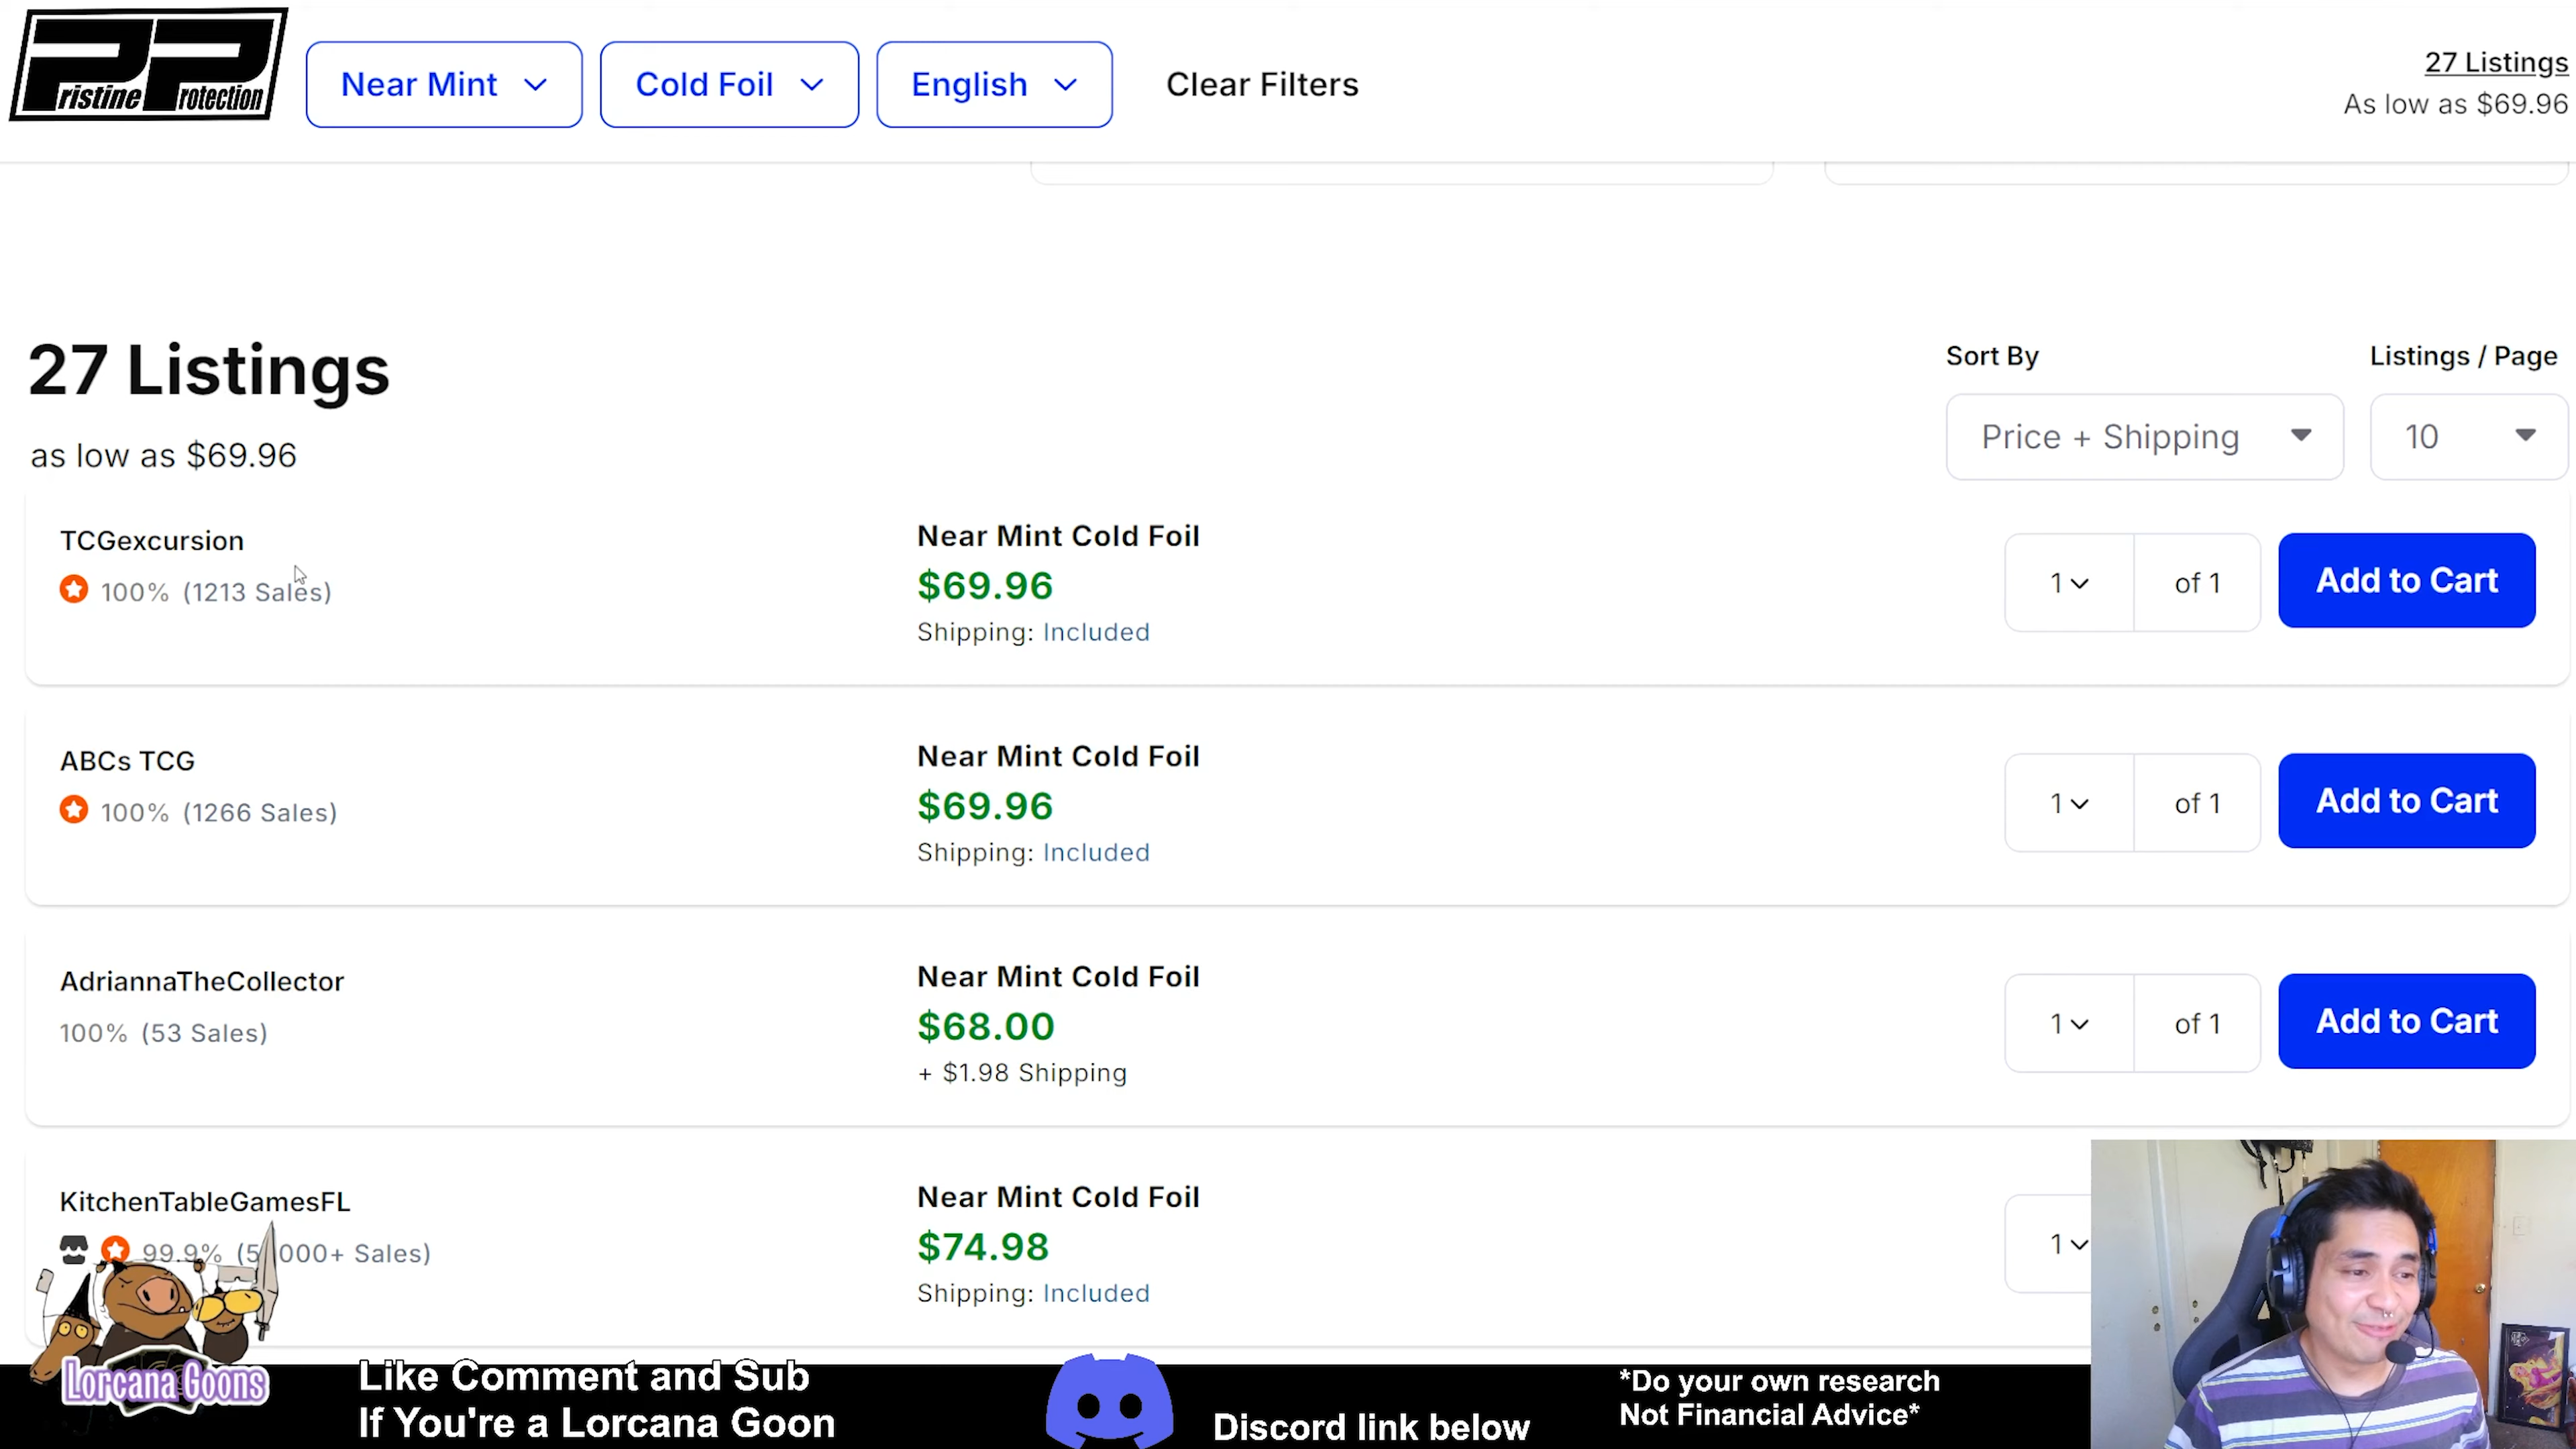 Pristine Protection
Near Mint
Cold Foil
English
Clear Filters
27 Listings
As low as $69.96
27 Listings
as low as $69.96
Sort By
Listings / Page
Price + Shipping
10
TCGexcursion
100% (1213 Sales)
Near Mint Cold Foil
$69.96
Shipping: Included
1
of 1
Add to Cart
ABCs TCG
100% (1266 Sales)
Near Mint Cold Foil
$69.96
Shipping: Included
1
of 1
Add to Cart
AdriannaTheCollector
100% (53 Sales)
Near Mint Cold Foil
$68.00
+ $1.98 Shipping
1
of 1
Add to Cart
KitchenTableGamesFL
99.9% Sales)
Near Mint Cold Foil
$74.98
Shipping: Included
1
Lorcana Goons
Like Comment and Sub
If You're a Lorcana Goon
Discord link below
*Do your own research
Not Financial Advice*